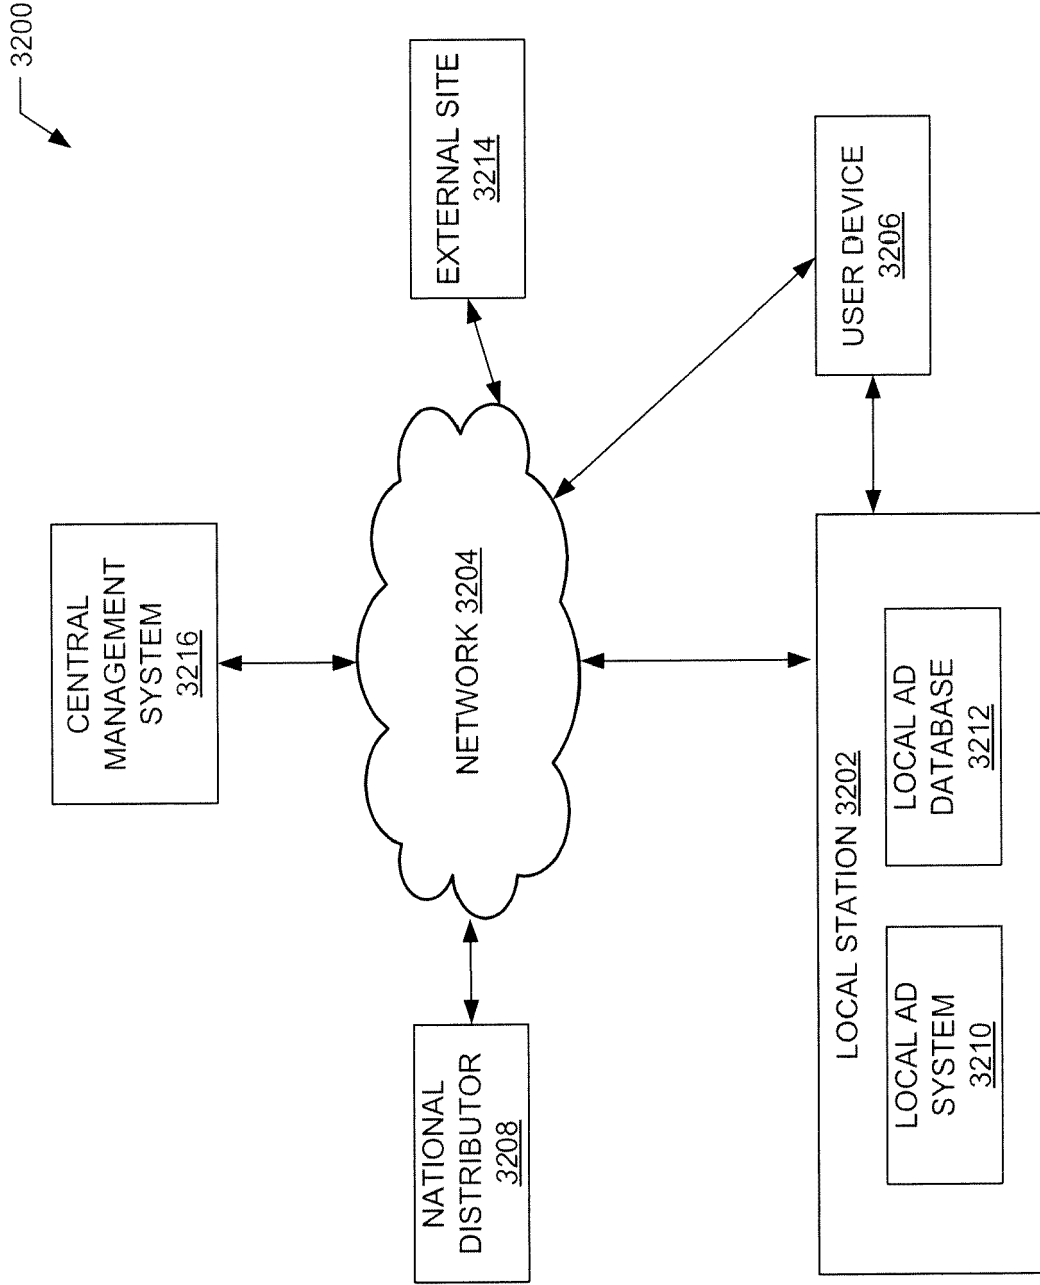 3200
CENTRAL
MANAGEMENT
SYSTEM
3216
NATIONAL
DISTRIBUTOR
3208
NETWORK 3204
EXTERNAL SITE
3214
LOCAL STATION 3202
LOCAL AD
SYSTEM
3210
LOCAL AD
DATABASE
3212
USER DEVICE
3206